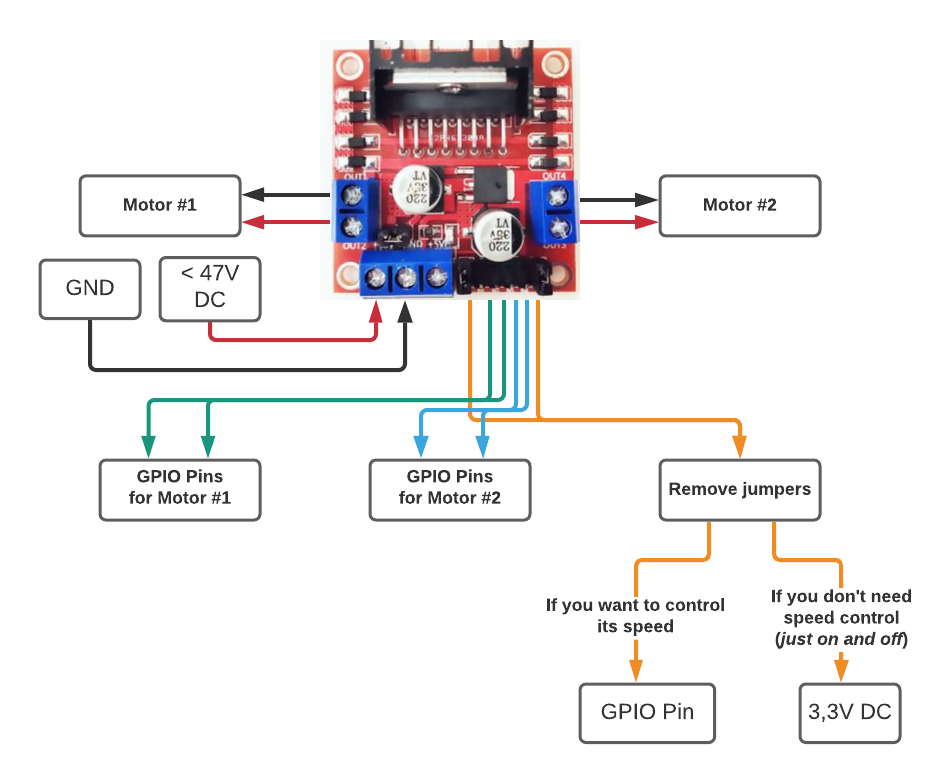 OUT1
OUT4
220
35V
VT
Motor #1
Motor #2
220
35V
VT
OUT2
OUT3
GND
< 47V
DC
GPIO Pins
for Motor #1
GPIO Pins
for Motor #2
Remove jumpers
If you want to control
its speed
If you don't need
speed control
(just on and off)
GPIO Pin
3,3V DC